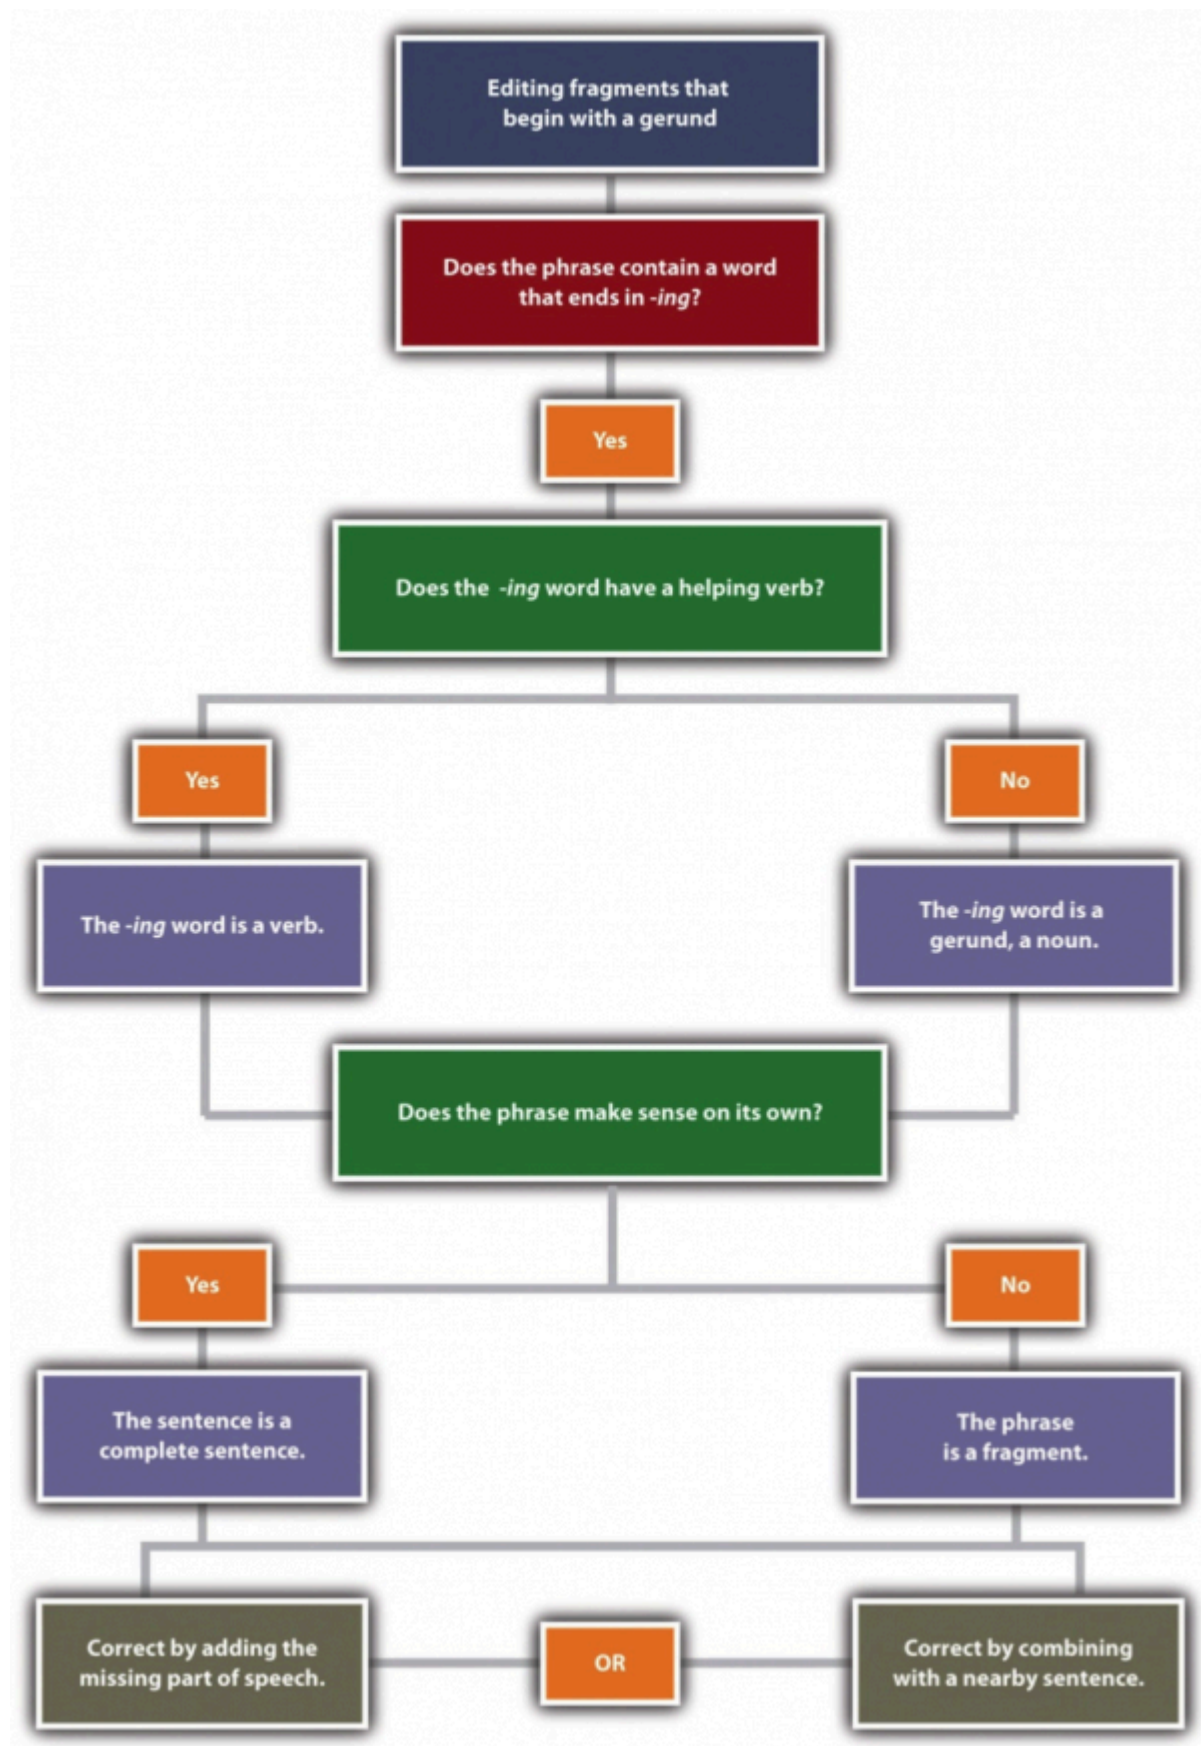 Editing fragments that
begin with a gerund
Does the phrase contain a word
that ends in -ing?
Yes
Does the -ing word have a helping verb?
Yes
No
The -ing word is a verb.
The -ing word is a
gerund, a noun.
Does the phrase make sense on its own?
Yes
No
The sentence is a
complete sentence.
The phrase
is a fragment.
Correct by adding the
missing part of speech.
OR
Correct by combining
with a nearby sentence.